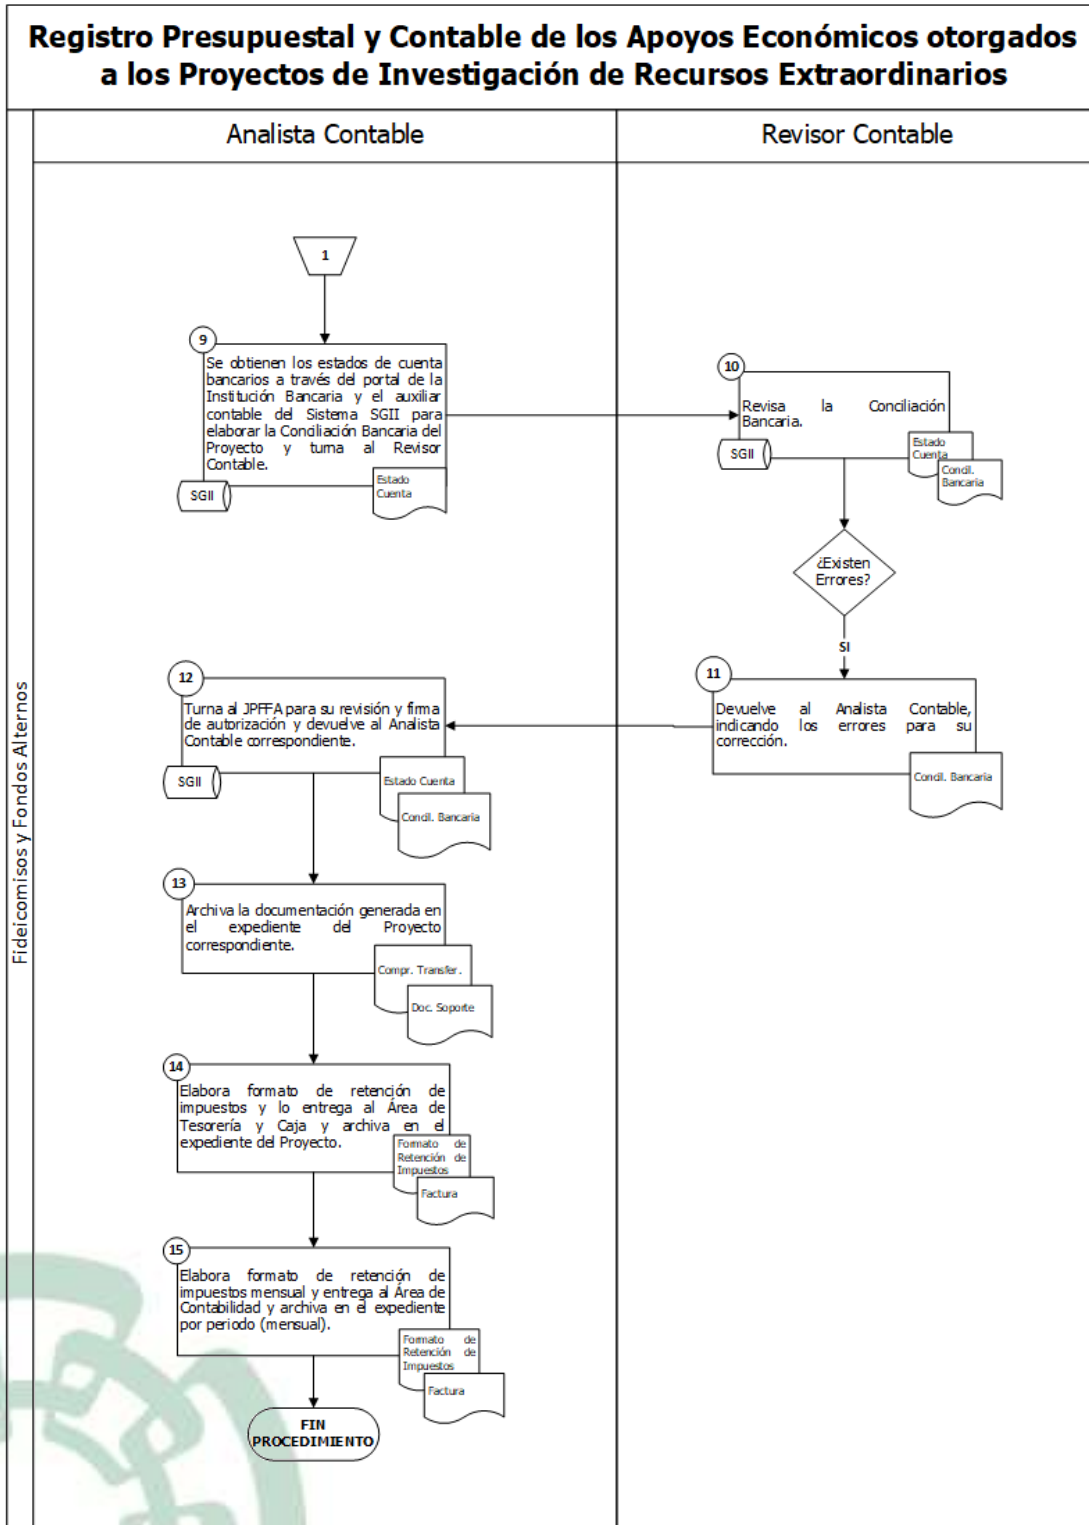 Registro Presupuestal y Contable de los Apoyos Económicos otorgados
a los Proyectos de Investigación de Recursos Extraordinarios
Analista Contable
Revisor Contable
Fideicomisos y Fondos Alternos
1
9
Se obtienen los estados de cuenta
bancarios a través del portal de la
Institución Bancaria y el auxiliar
contable del Sistema SGII para
elaborar la Conciliación Bancaria del
Proyecto y turna al Revisor
Contable.
SGII
Estado
Cuenta
10
Revisa la Conciliación
Bancaria.
SGII
Estado
Cuenta
Concil.
Bancaria
¿Existen
Errores?
SI
11
Devuelve al Analista Contable,
indicando los errores para su
corrección.
Concil. Bancaria
12
Turna al JPFFA para su revisión y firma
de autorización y devuelve al Analista
Contable correspondiente.
SGII
Estado Cuenta
Concil. Bancaria
13
Archiva la documentación generada en
el expediente del Proyecto
correspondiente.
Compr. Transfer.
Doc. Soporte
14
Elabora formato de retención de
impuestos y lo entrega al Área de
Tesorería y Caja y archiva en el
expediente del Proyecto.
Formato de
Retención de
Impuestos
Factura
15
Elabora formato de retención de
impuestos mensual y entrega al Área de
Contabilidad y archiva en el expediente
por periodo (mensual).
Formato de
Retención de
Impuestos
Factura
FIN
PROCEDIMIENTO